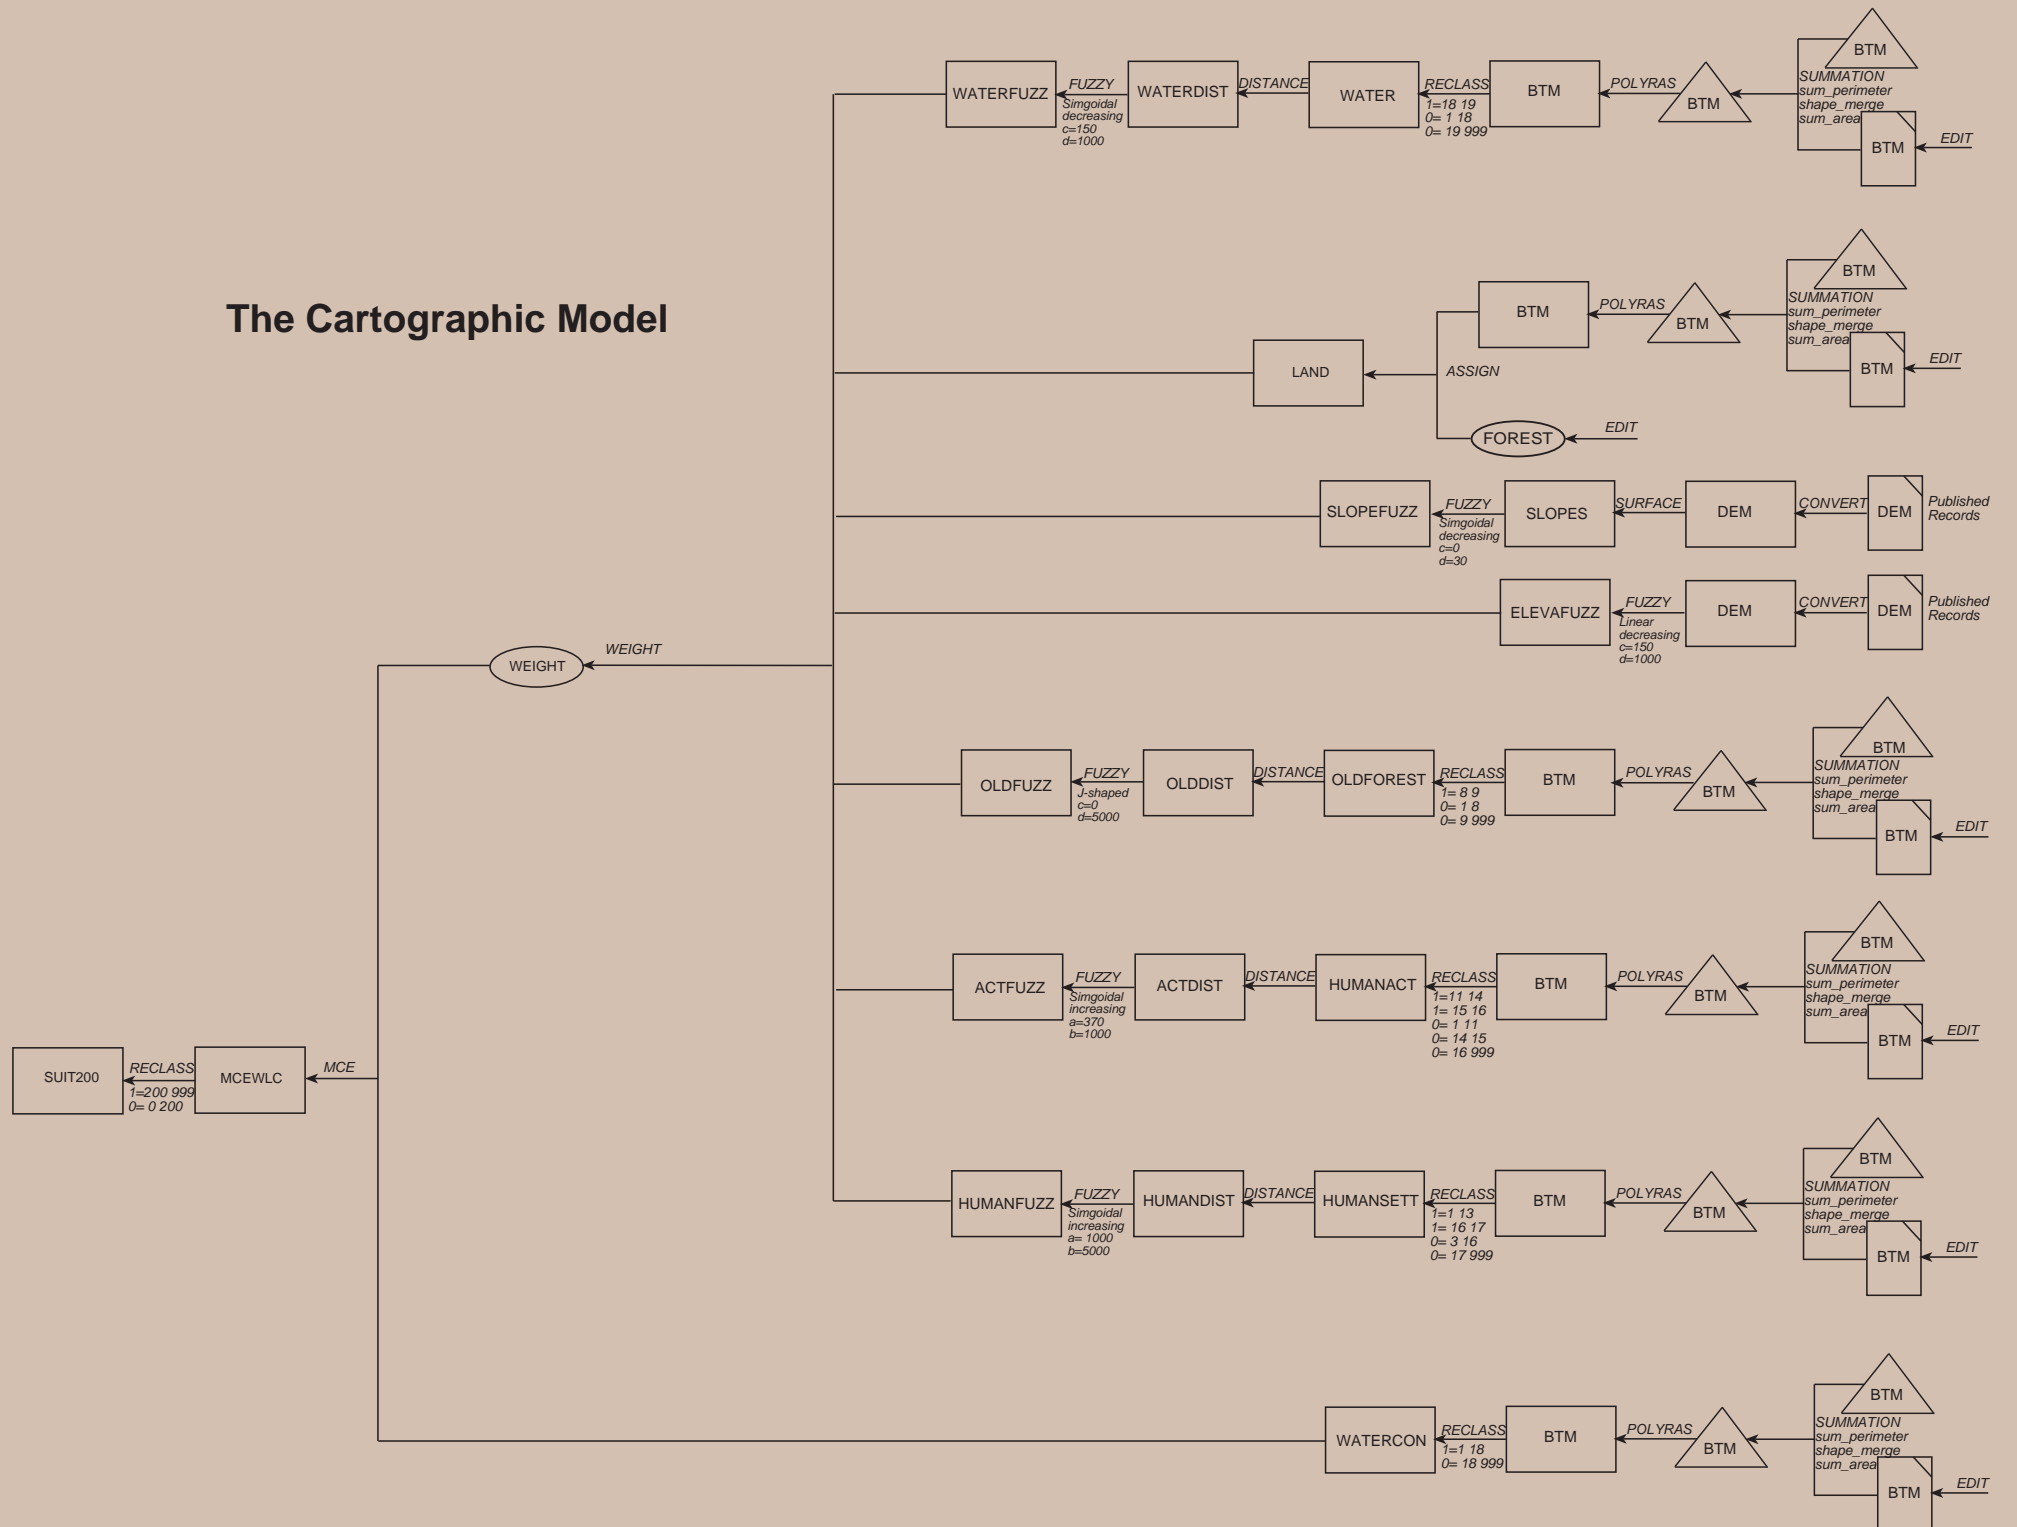 The Cartographic Model
WATERFUZZ
FUZZY
Simgoidal
decreasing
c=150
d=1000
WATERDIST
DISTANCE
WATER
RECLASS
1=18 19
0= 1 18
0= 19 999
BTM
POLYRAS
BTM
BTM
SUMMATION
sum_perimeter
shape_merge
sum_area
BTM
EDIT
LAND
ASSIGN
BTM
POLYRAS
BTM
BTM
SUMMATION
sum_perimeter
shape_merge
sum_area
BTM
EDIT
FOREST
EDIT
SLOPEFUZZ
FUZZY
Simgoidal
decreasing
c=0
d=30
SLOPES
SURFACE
DEM
CONVERT
DEM
Published
Records
ELEVAFUZZ
FUZZY
Linear
decreasing
c=150
d=1000
DEM
CONVERT
DEM
Published
Records
WEIGHT
WEIGHT
OLDFUZZ
FUZZY
J-shaped
c=0
d=5000
OLDDIST
DISTANCE
OLDFOREST
RECLASS
1= 8 9
0= 1 8
0= 9 999
BTM
POLYRAS
BTM
BTM
SUMMATION
sum_perimeter
shape_merge
sum_area
BTM
EDIT
ACTFUZZ
FUZZY
Simgoidal
increasing
a=370
b=1000
ACTDIST
DISTANCE
HUMANACT
RECLASS
1=11 14
1= 15 16
0= 1 11
0= 14 15
0= 16 999
BTM
POLYRAS
BTM
BTM
SUMMATION
sum_perimeter
shape_merge
sum_area
BTM
EDIT
SUIT200
RECLASS
1=200 999
0= 0 200
MCEWLC
MCE
HUMANFUZZ
FUZZY
Simgoidal
increasing
a= 1000
b=5000
HUMANDIST
DISTANCE
HUMANSETT
RECLASS
1=1 13
1= 16 17
0= 3 16
0= 17 999
BTM
POLYRAS
BTM
BTM
SUMMATION
sum_perimeter
shape_merge
sum_area
BTM
EDIT
WATERCON
RECLASS
1=1 18
0= 18 999
BTM
POLYRAS
BTM
BTM
SUMMATION
sum_perimeter
shape_merge
sum_area
BTM
EDIT